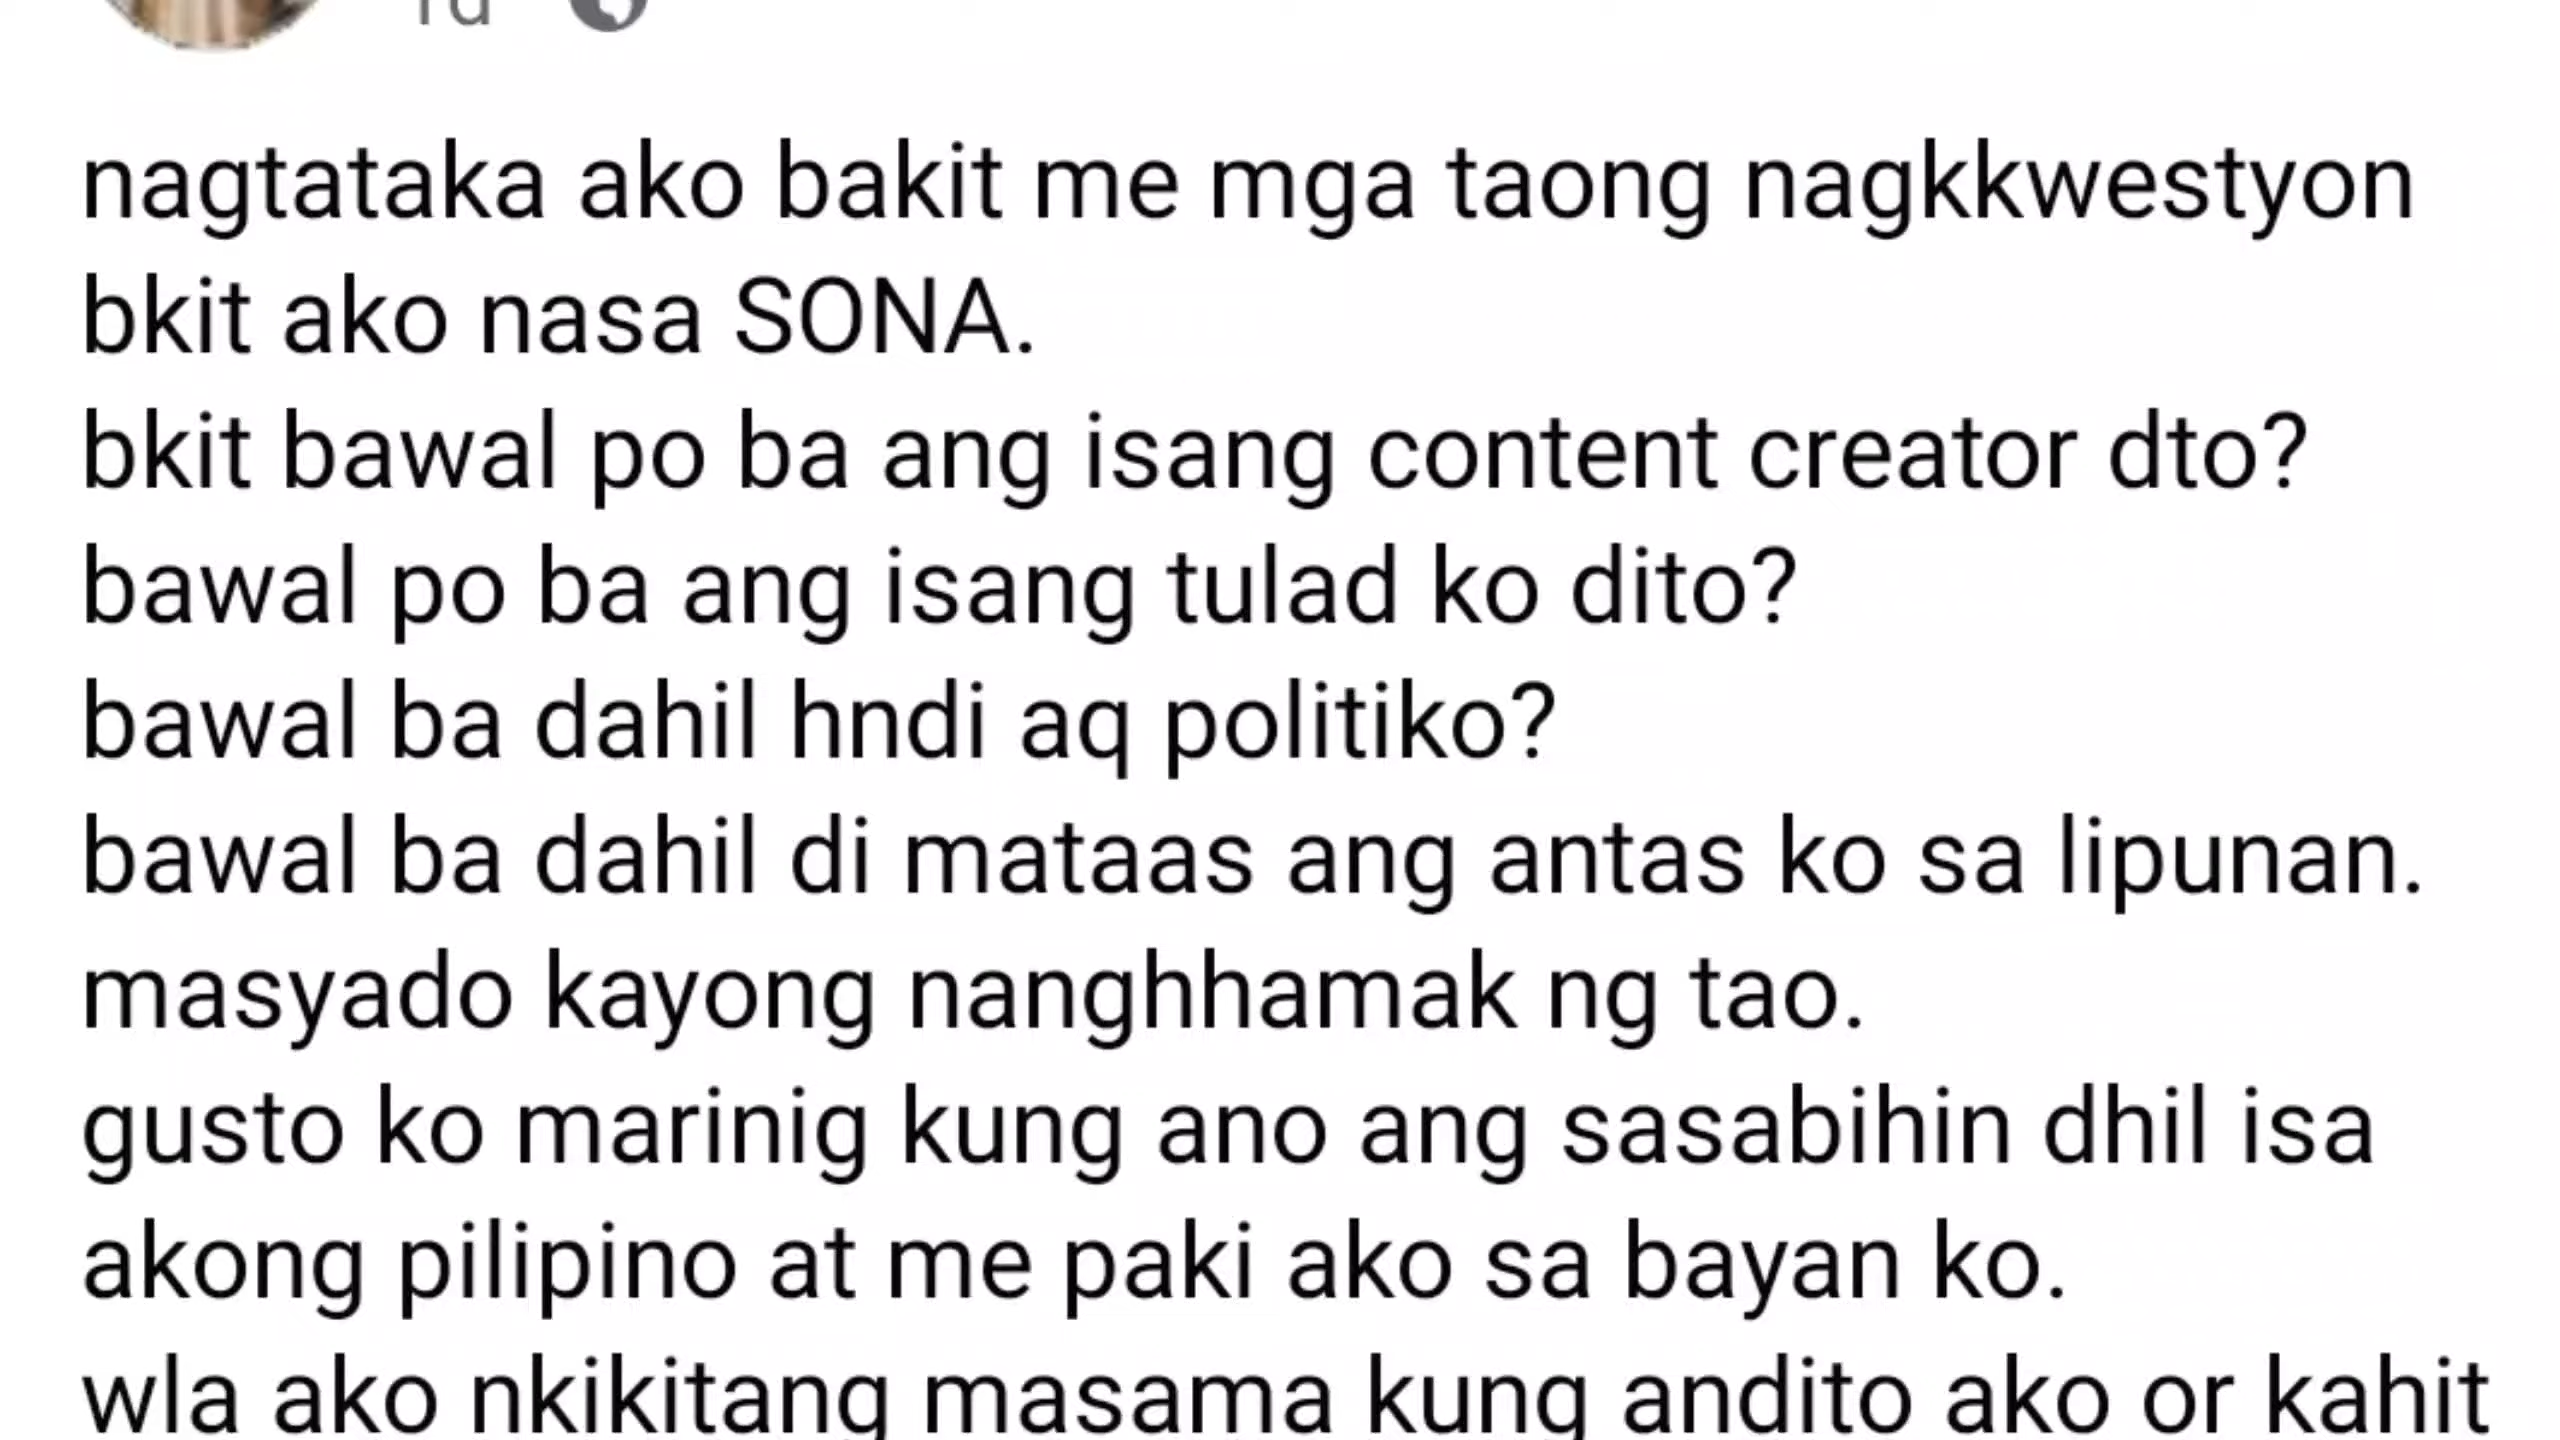 1d
nagtataka ako bakit me mga taong nagkkwestyon
bkit ako nasa SONA.
bkit bawal po ba ang isang content creator dto?
bawal po ba ang isang tulad ko dito?
bawal ba dahil hndi aq politiko?
bawal ba dahil di mataas ang antas ko sa lipunan.
masyado kayong nanghhamak ng tao.
gusto ko marinig kung ano ang sasabihin dhil isa
akong pilipino at me paki ako sa bayan ko.
wla ako nkikitang masama kung andito ako or kahit